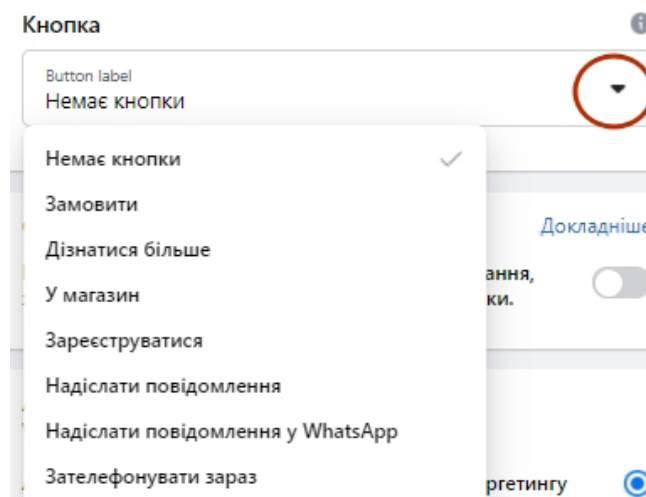 Кнопка
Button label
Немає кнопки
Немає кнопки
Замовити
Дізнатися більше
Докладніше
ання,
У магазин
ки.
Зареєструватися
Надіслати повідомлення
Надіслати повідомлення у WhatsApp
Зателефонувати зараз
ргетингу